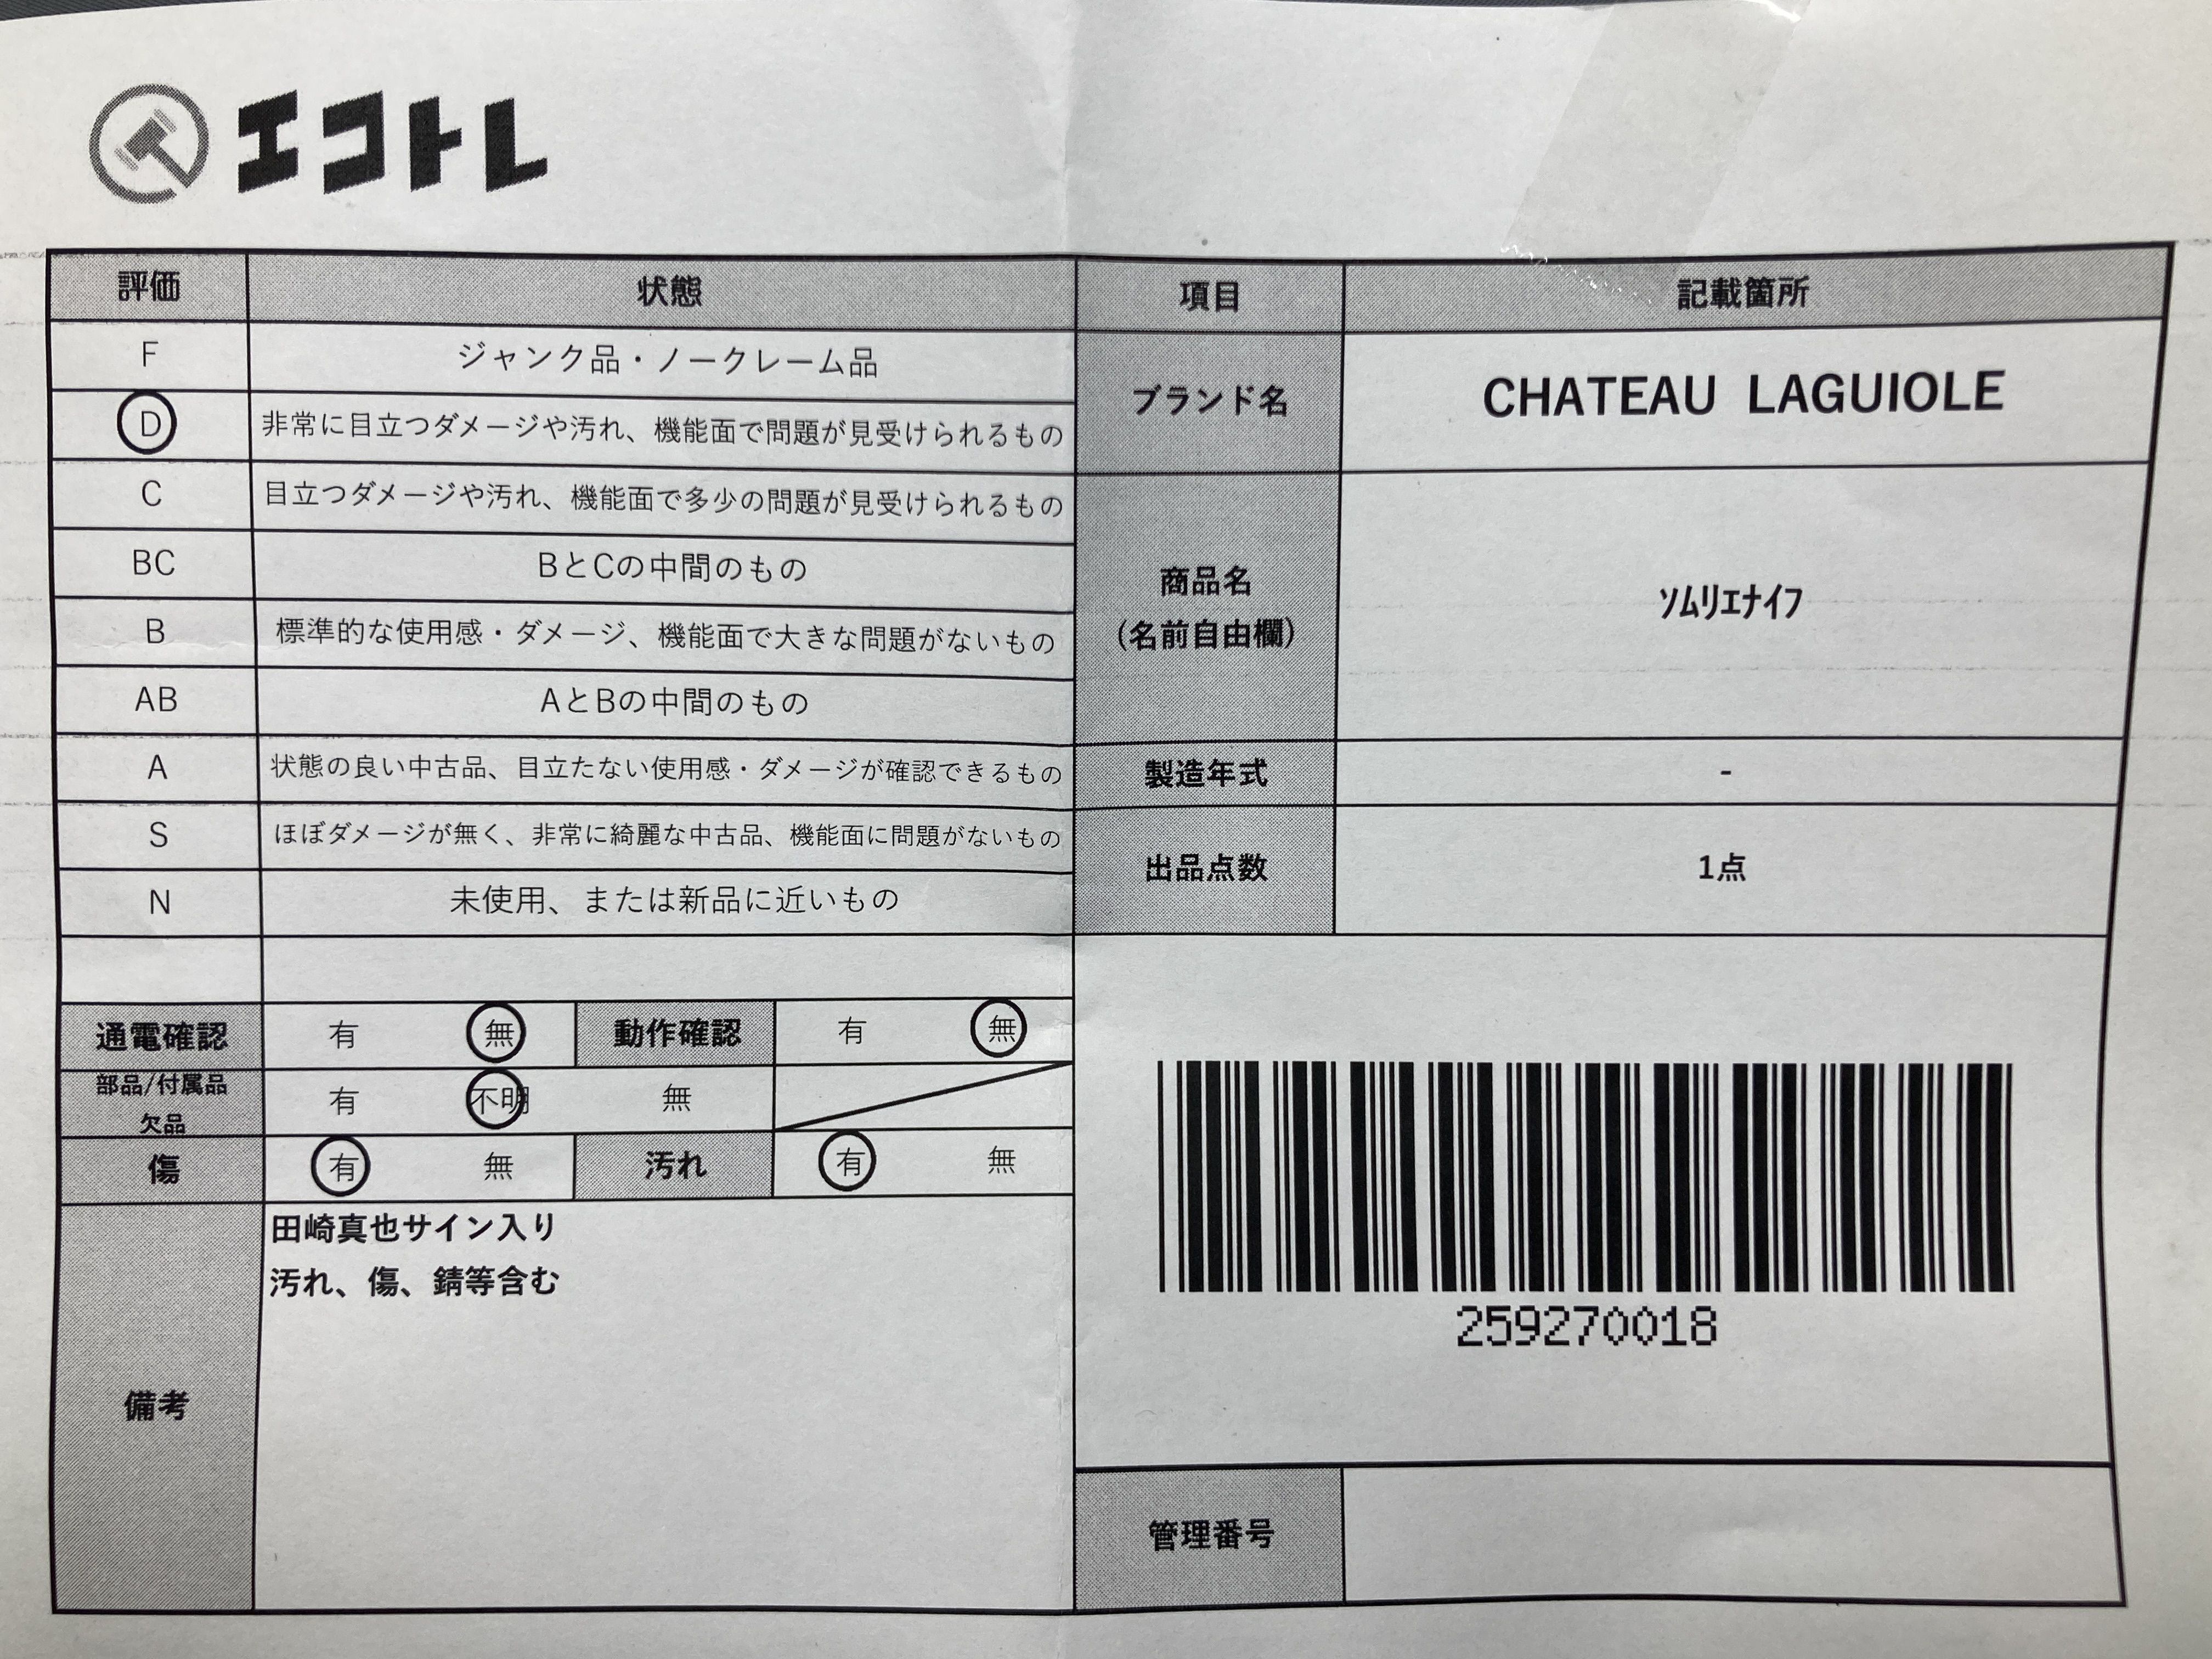 エコトレ
評価 状態
F ジャンク品・ノークレーム品
D 非常に目立つダメージや汚れ、機能面で問題が見受けられるもの
C 目立つダメージや汚れ、機能面で多少の問題が見受けられるもの
BC BとCの中間のもの
B 標準的な使用感・ダメージ、機能面で大きな問題がないもの
AB AとBの中間のもの
A 状態の良い中古品、目立たない使用感・ダメージが確認できるもの
S ほぼダメージが無く、非常に綺麗な中古品、機能面に問題がないもの
N 未使用、または新品に近いもの
通電確認 有 無 動作確認 有 無
部品/付属品
欠品
有 不明 無
傷 有 無 汚れ 有 無
備考
田崎真也サイン入り
汚れ、傷、錆等含む
項目 記載箇所
ブランド名 CHATEAU LAGUIOLE
商品名
(名前自由欄)
ｿﾑﾘｴﾅｲﾌ
製造年式 -
出品点数 1点
259270018
管理番号